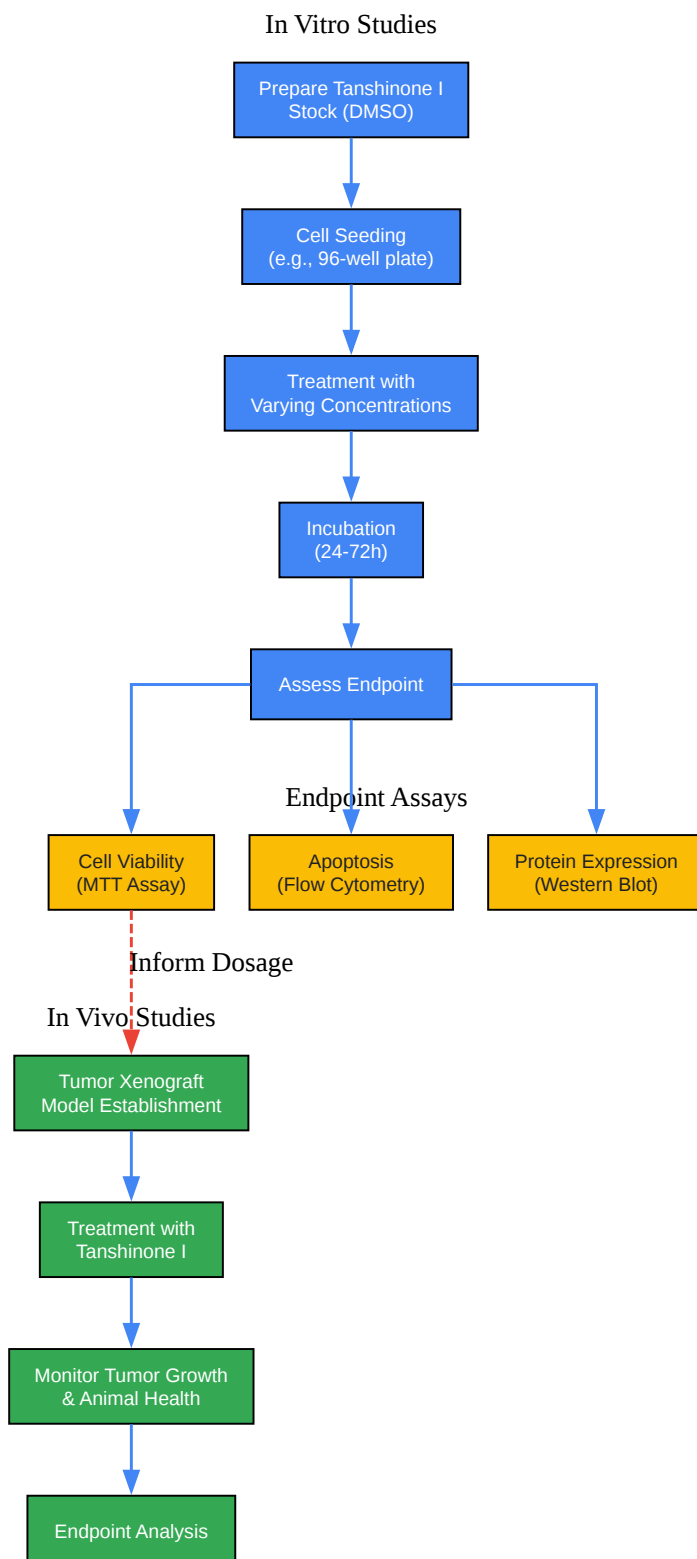 In Vitro Studies
Prepare Tanshinone I
Stock (DMSO)
Cell Seeding
(e.g., 96-well plate)
Treatment with
Varying Concentrations
Incubation
(24-72h)
Assess Endpoint
Endpoint Assays
Cell Viability
(MTT Assay)
Apoptosis
(Flow Cytometry)
Protein Expression
(Western Blot)
Inform Dosage
In Vivo Studies
Tumor Xenograft
Model Establishment
Treatment with
Tanshinone I
Monitor Tumor Growth
& Animal Health
Endpoint Analysis